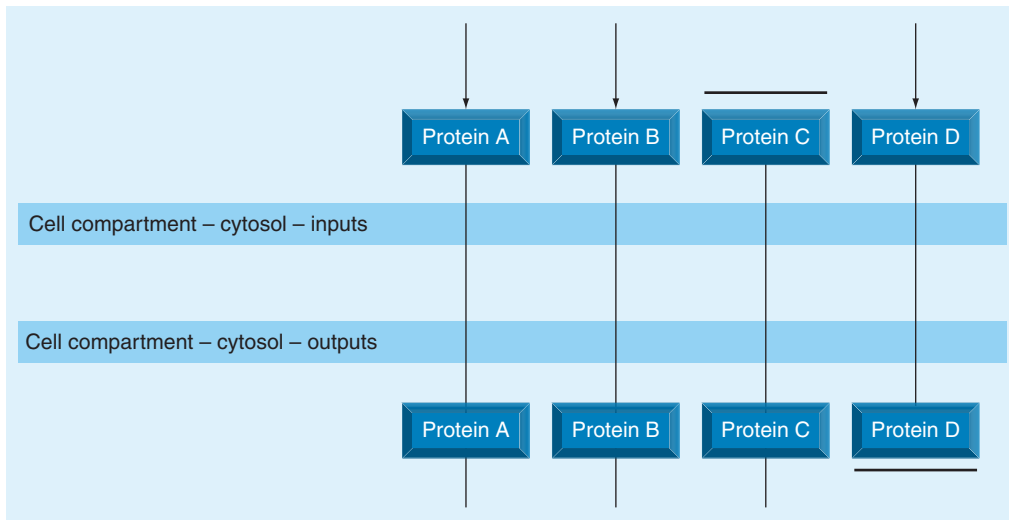 Protein A Protein B Protein C Protein D
Cell compartment – cytosol – inputs
Cell compartment – cytosol – outputs
Protein A Protein B Protein C Protein D